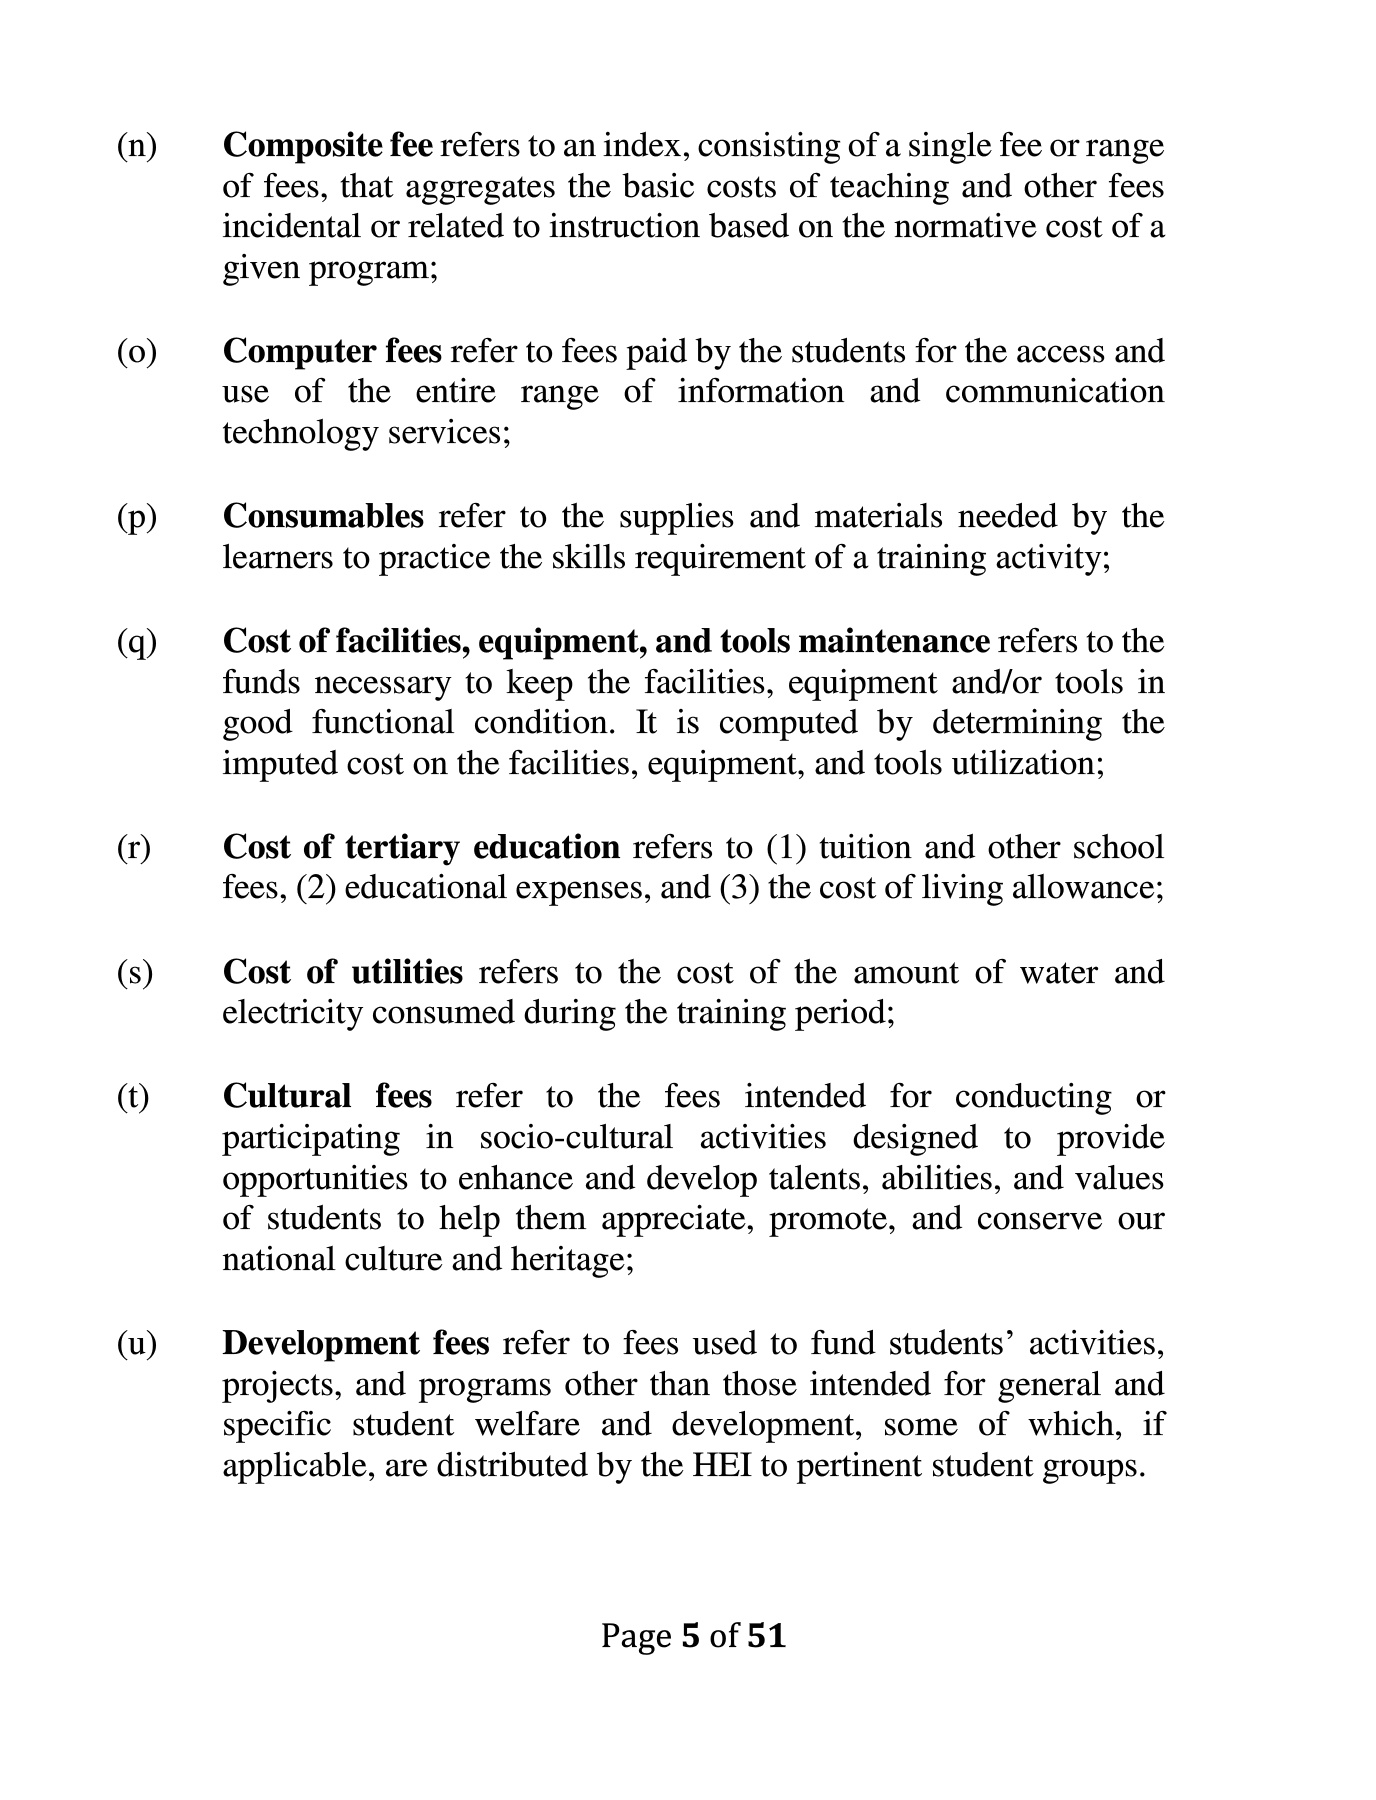 (n) Composite fee refers to an index, consisting of a single fee or range
of fees, that aggregates the basic costs of teaching and other fees
incidental or related to instruction based on the normative cost of a
given program;
(o) Computer fees refer to fees paid by the students for the access and
use of the entire range of information and communication
technology services;
(p) Consumables refer to the supplies and materials needed by the
learners to practice the skills requirement of a training activity;
(q) Cost of facilities, equipment, and tools maintenance refers to the
funds necessary to keep the facilities, equipment and/or tools in
good functional condition. It is computed by determining the
imputed cost on the facilities, equipment, and tools utilization;
(r) Cost of tertiary education refers to (1) tuition and other school
fees, (2) educational expenses, and (3) the cost of living allowance;
(s) Cost of utilities refers to the cost of the amount of water and
electricity consumed during the training period;
(t) Cultural fees refer to the fees intended for conducting or
participating in socio-cultural activities designed to provide
opportunities to enhance and develop talents, abilities, and values
of students to help them appreciate, promote, and conserve our
national culture and heritage;
(u) Development fees refer to fees used to fund students’ activities,
projects, and programs other than those intended for general and
specific student welfare and development, some of which, if
applicable, are distributed by the HEI to pertinent student groups.
Page 5 of 51